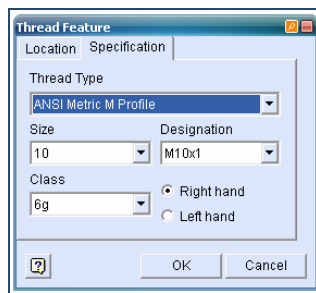 Thread Feature
Location Specification
Thread Type
ANSI Metric M Profile
Size Designation
10 M10x1
Class
6g
Right hand
Left hand
? OK Cancel